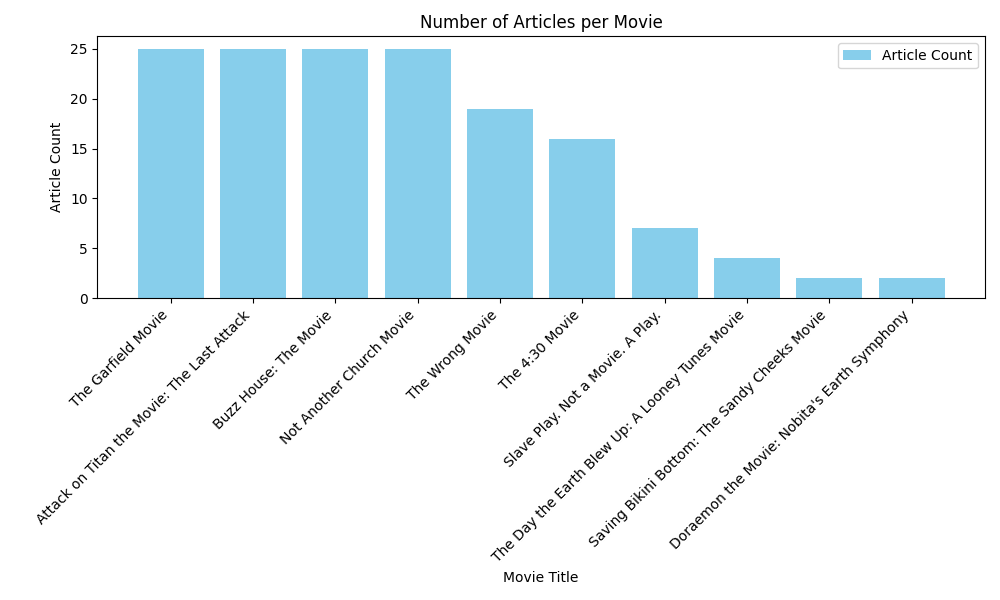 Number of Articles per Movie
Article Count
Article Count
25
20
15
10
5
0
The Garfield Movie
Attack on Titan the Movie: The Last Attack
Buzz House: The Movie
Not Another Church Movie
The Wrong Movie
The 4:30 Movie
Slave Play. Not a Movie. A Play.
The Day the Earth Blew Up: A Looney Tunes Movie
Saving Bikini Bottom: The Sandy Cheeks Movie
Doraemon the Movie: Nobita's Earth Symphony
Movie Title